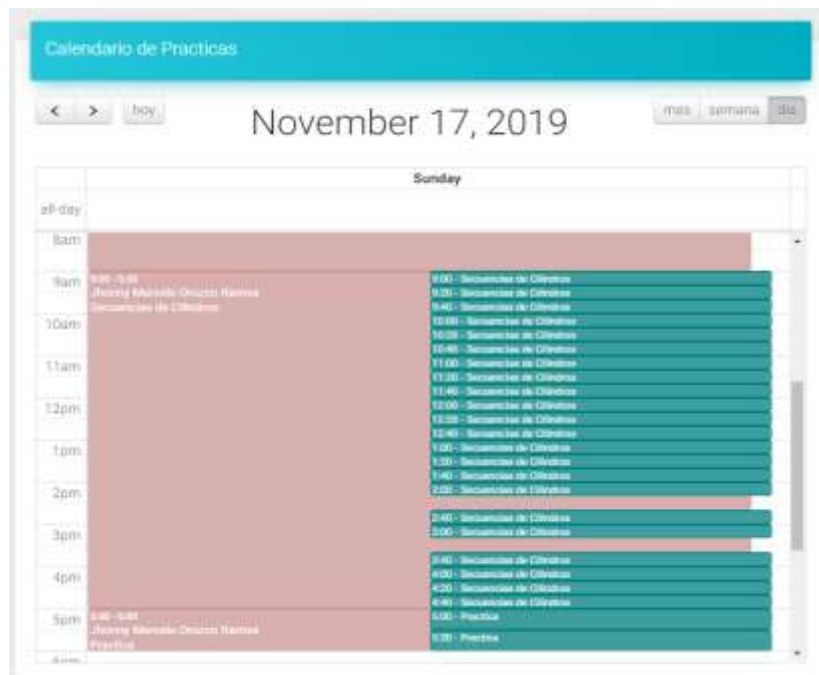 Calendario de Practicas
< > hoy
November 17, 2019
mes semana dia
Sunday
all-day
8am
9am
9:00 - 5:00
Jhonny Marcelo Orozco Ramos
Secuencias de Cilindros
9:00 - Secuencias de Cilindros
9:20 - Secuencias de Cilindros
9:40 - Secuencias de Cilindros
10am
10:00 - Secuencias de Cilindros
10:20 - Secuencias de Cilindros
10:40 - Secuencias de Cilindros
11am
11:00 - Secuencias de Cilindros
11:20 - Secuencias de Cilindros
11:40 - Secuencias de Cilindros
12pm
12:00 - Secuencias de Cilindros
12:20 - Secuencias de Cilindros
12:40 - Secuencias de Cilindros
1pm
1:00 - Secuencias de Cilindros
1:20 - Secuencias de Cilindros
1:40 - Secuencias de Cilindros
2pm
2:00 - Secuencias de Cilindros
2:40 - Secuencias de Cilindros
3pm
3:00 - Secuencias de Cilindros
3:40 - Secuencias de Cilindros
4pm
4:00 - Secuencias de Cilindros
4:20 - Secuencias de Cilindros
4:40 - Secuencias de Cilindros
5pm
Jhonny Marcelo Orozco Ramos
Practica
5:00 - Practica
5:30 - Practica
6pm